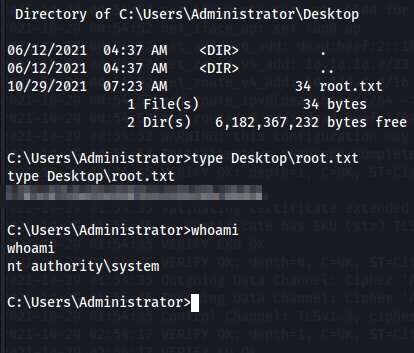 Directory of C:\Users\Administrator\Desktop
06/12/2021 04:37 AM <DIR> .
06/12/2021 04:37 AM <DIR> ..
10/29/2021 07:23 AM 34 root.txt
1 File(s) 34 bytes
2 Dir(s) 6,182,367,232 bytes free
C:\Users\Administrator>type Desktop\root.txt
type Desktop\root.txt
C:\Users\Administrator>whoami
whoami
nt authority\system
C:\Users\Administrator>